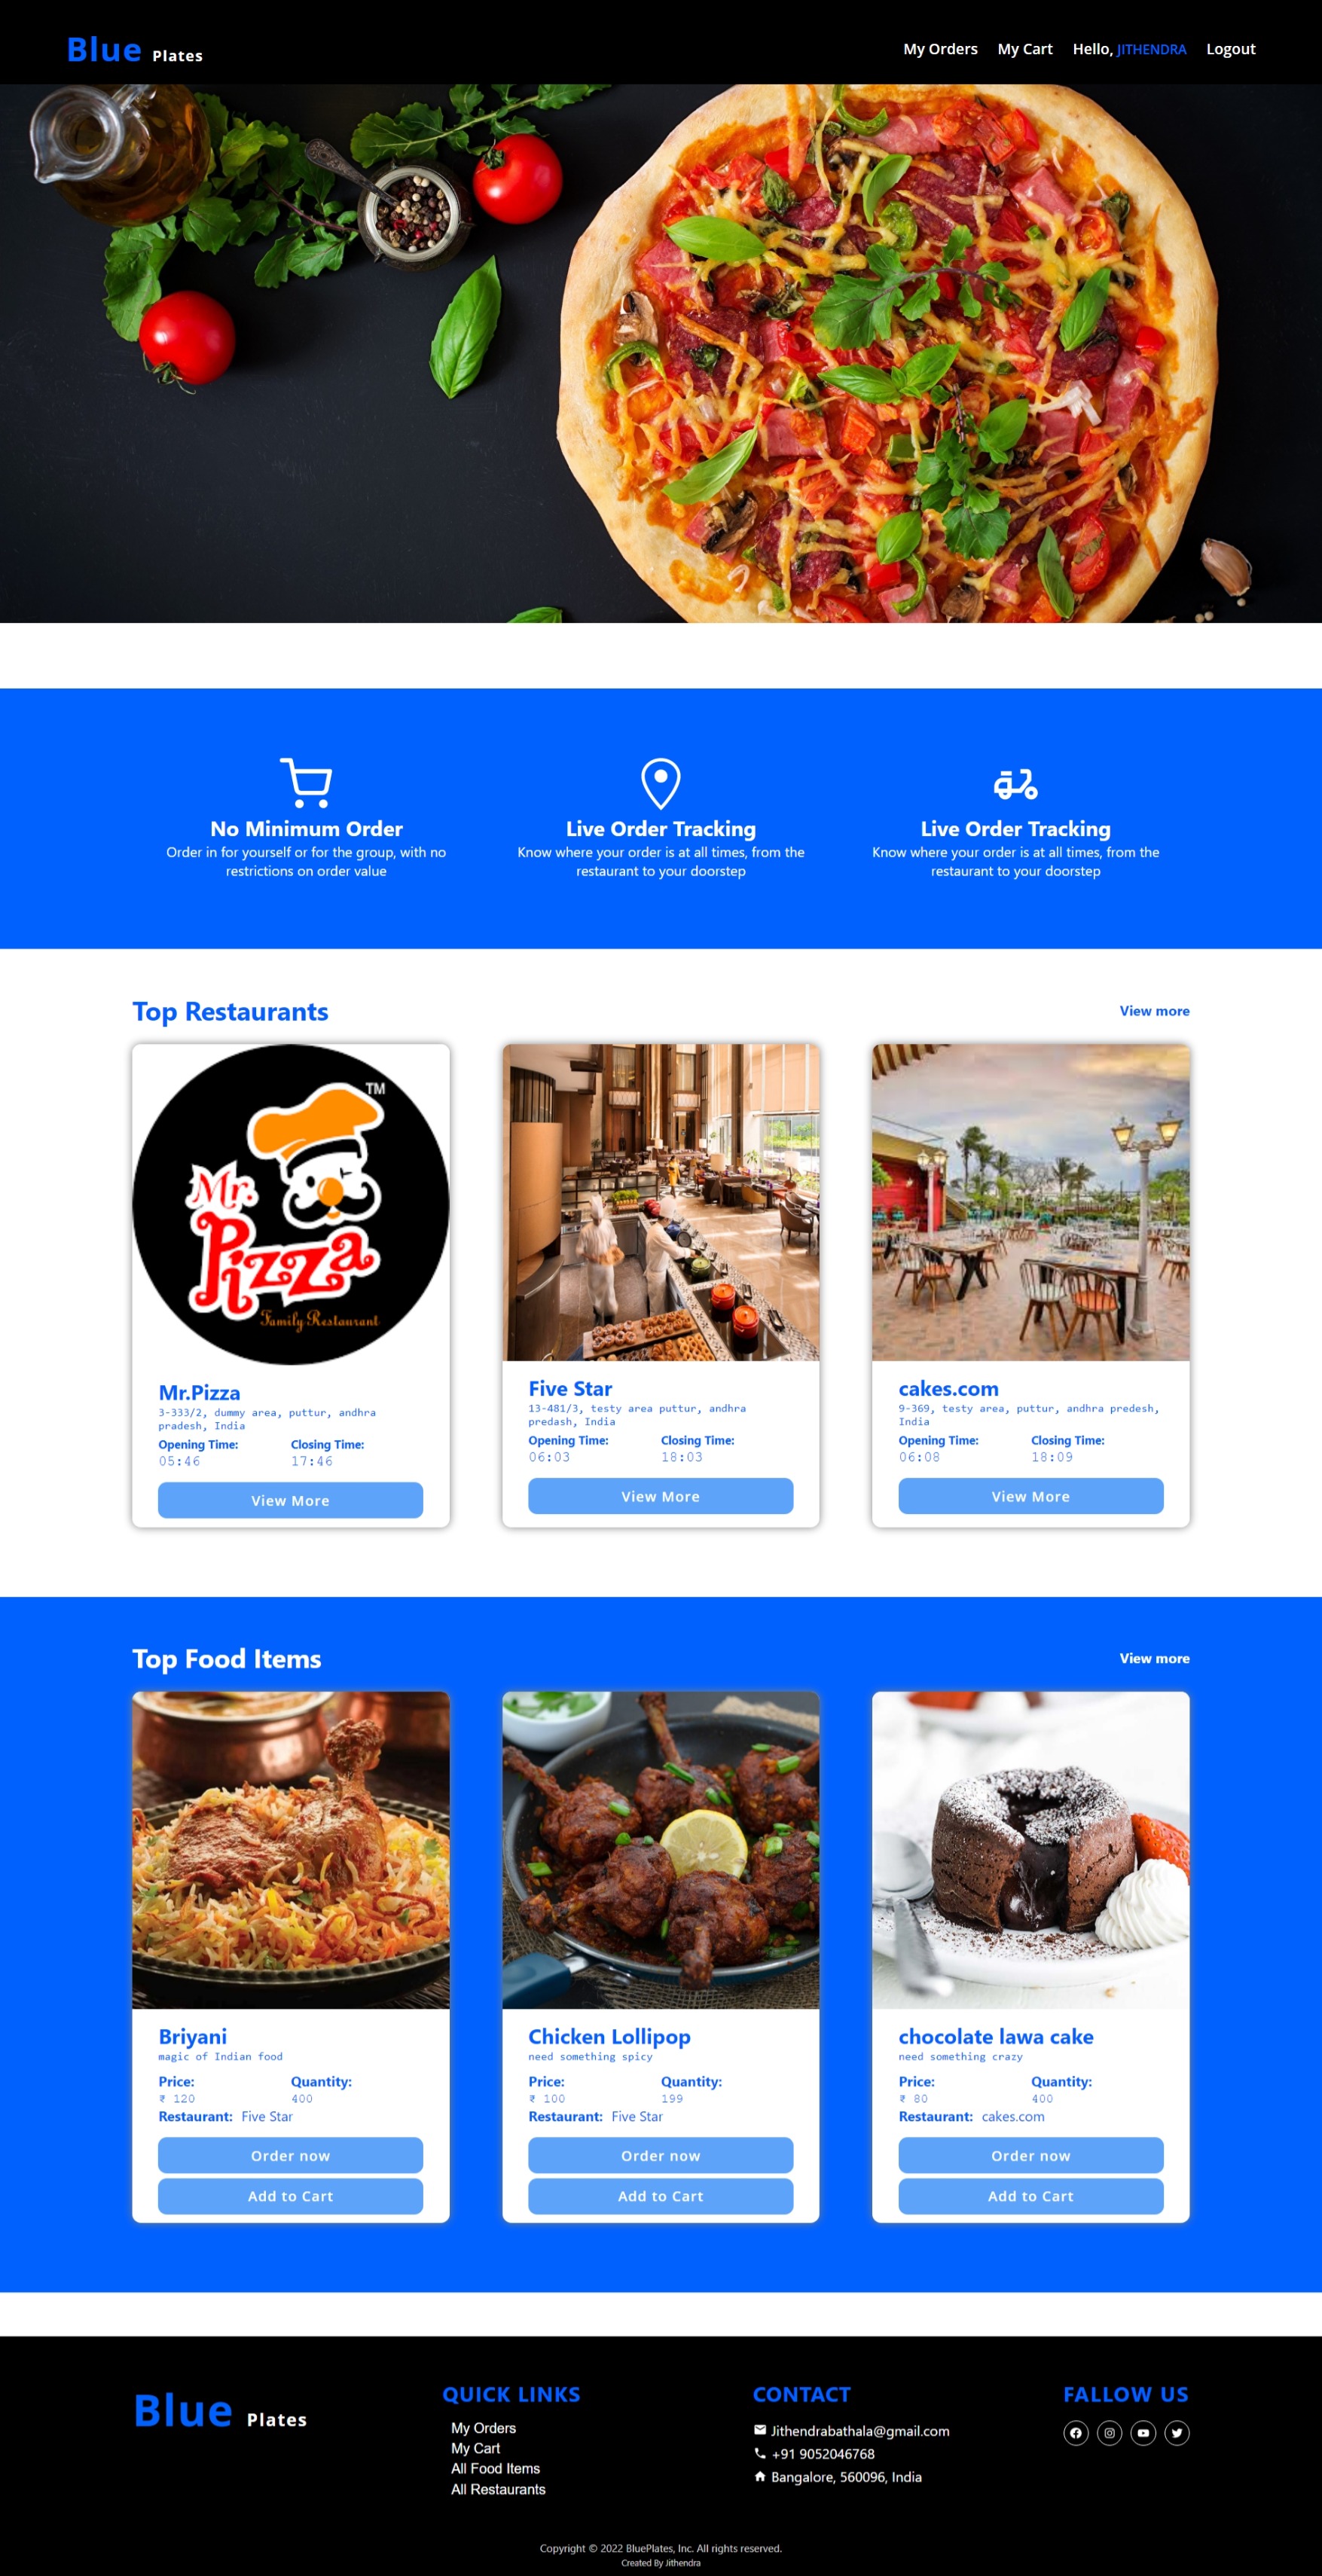 Blue Plates
My Orders My Cart Hello, JITHENDRA Logout
No Minimum Order
Order in for yourself or for the group, with no
restrictions on order value
Live Order Tracking
Know where your order is at all times, from the
restaurant to your doorstep
Live Order Tracking
Know where your order is at all times, from the
restaurant to your doorstep
Top Restaurants
View more
TM
Mr.
Pizza
Family Restaurant
Mr.Pizza
3-333/2, dummy area, puttur, andhra
pradesh, India
Opening Time: Closing Time:
05:46 17:46
View More
Five Star
13-481/3, testy area puttur, andhra
predash, India
Opening Time: Closing Time:
06:03 18:03
View More
cakes.com
9-369, testy area, puttur, andhra predesh,
India
Opening Time: Closing Time:
06:08 18:09
View More
Top Food Items
View more
Briyani
magic of Indian food
Price: Quantity:
₹ 120 400
Restaurant: Five Star
Order now
Add to Cart
Chicken Lollipop
need something spicy
Price: Quantity:
₹ 100 199
Restaurant: Five Star
Order now
Add to Cart
chocolate lawa cake
need something crazy
Price: Quantity:
₹ 80 400
Restaurant: cakes.com
Order now
Add to Cart
Blue Plates
QUICK LINKS
My Orders
My Cart
All Food Items
All Restaurants
CONTACT
Jithendrabathala@gmail.com
+91 9052046768
Bangalore, 560096, India
FALLOW US
Copyright © 2022 BluePlates, Inc. All rights reserved.
Created By Jithendra